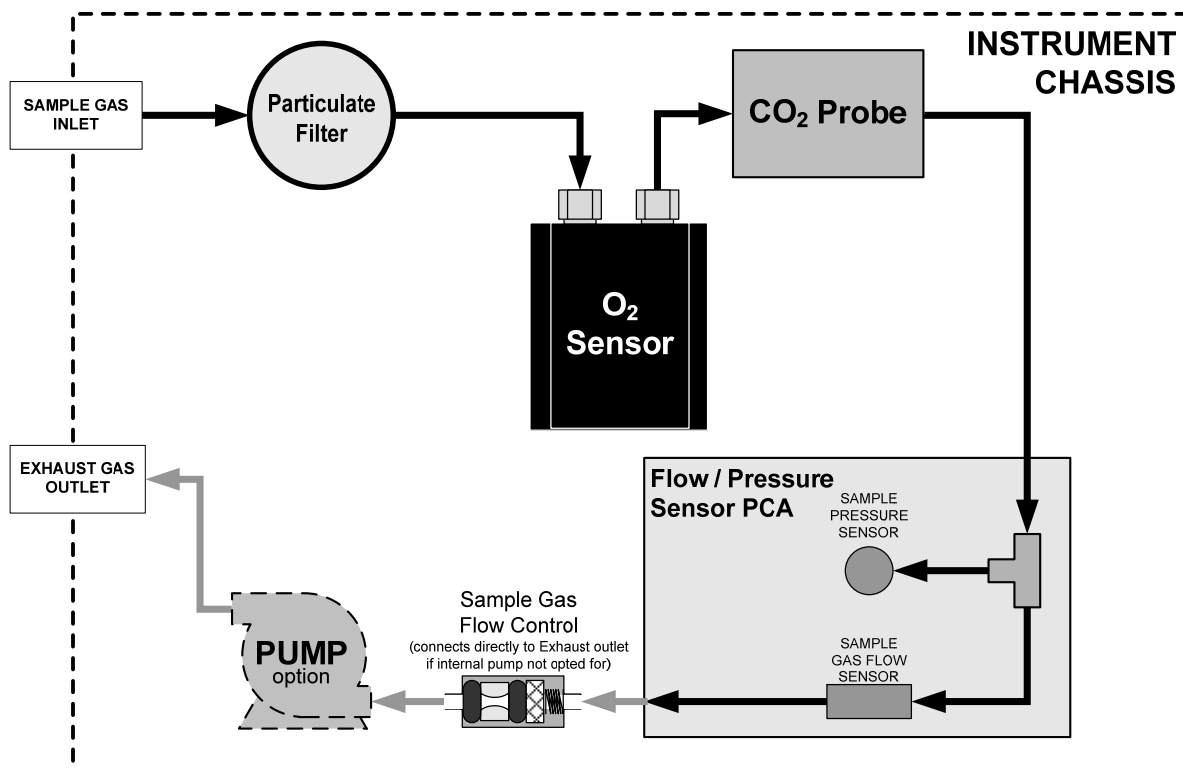 INSTRUMENT
CHASSIS
SAMPLE GAS
INLET
Particulate
Filter
CO₂ Probe
O₂
Sensor
EXHAUST GAS
OUTLET
Flow / Pressure
Sensor PCA
SAMPLE
PRESSURE
SENSOR
Sample Gas
Flow Control
(connects directly to Exhaust outlet
if internal pump not opted for)
PUMP
option
SAMPLE
GAS FLOW
SENSOR